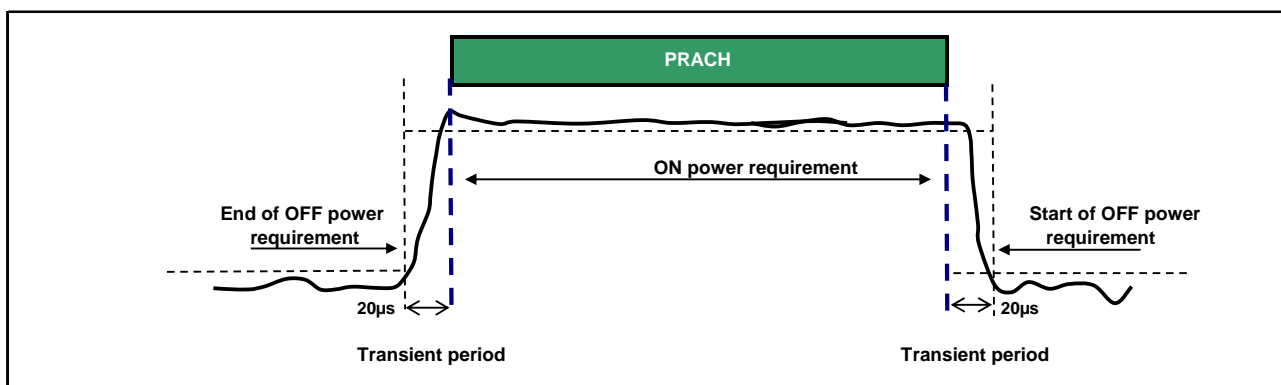 PRACH
ON power requirement
End of OFF power
requirement
Start of OFF power
requirement
20µs
20µs
Transient period
Transient period